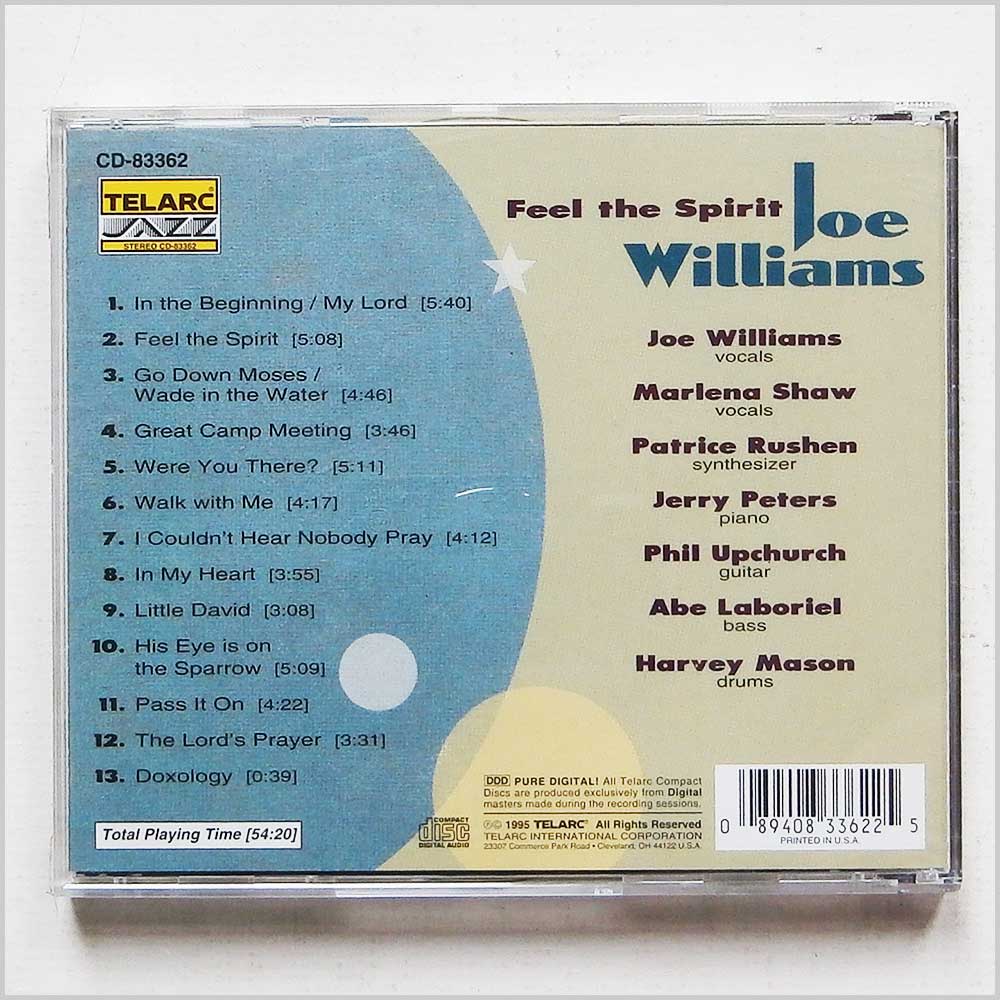 CD-83362
TELARC®
JAZZ
STEREO CD-83362
1. In the Beginning / My Lord [5:40]
2. Feel the Spirit [5:08]
3. Go Down Moses /
Wade in the Water [4:46]
4. Great Camp Meeting [3:46]
5. Were You There? [5:11]
6. Walk with Me [4:17]
7. I Couldn't Hear Nobody Pray [4:12]
8. In My Heart [3:55]
9. Little David [3:08]
10. His Eye is on
the Sparrow [5:09]
11. Pass It On [4:22]
12. The Lord's Prayer [3:31]
13. Doxology [0:39]
Total Playing Time [54:20]
Feel the Spirit
Joe
Williams
Joe Williams
vocals
Marlena Shaw
vocals
Patrice Rushen
synthesizer
Jerry Peters
piano
Phil Upchurch
guitar
Abe Laboriel
bass
Harvey Mason
drums
COMPACT
disc
DIGITAL AUDIO
DDD PURE DIGITAL! All Telarc Compact
Discs are produced exclusively from Digital
masters made during the recording sessions.
℗© 1995 TELARC® All Rights Reserved
TELARC INTERNATIONAL CORPORATION
23307 Commerce Park Road • Cleveland, OH 44122 U.S.A.
0 89408 33622 5
PRINTED IN U.S.A.